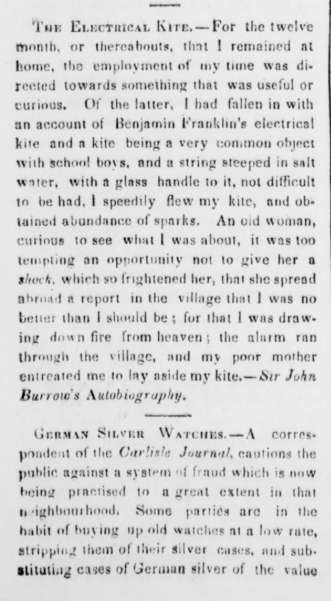 THE ELECTRICAL KITE.—For the twelve
month, or thereabouts, that I remained at
home, the employment of my time was di-
rected towards something that was useful or
curious. Of the latter, I had fallen in with
an account of Benjamin Franklin's electrical
kite and a kite being a very common object
with school boys, and a string steeped in salt
water, with a glass handle to it, not difficult
to be had, I speedily flew my kite, and ob-
tained abundance of sparks. An old woman,
curious to see what I was about, it was too
tempting an opportunity not to give her a
shock, which so frightened her, that she spread
abroad a report in the village that I was no
better than I should be; for that I was draw-
ing down fire from heaven; the alarm ran
through the village, and my poor mother
entreated me to lay aside my kite.—Sir John
Burrow's Autobiography.
GERMAN SILVER WATCHES.—A corres-
pondent of the Carlisle Journal, cautions the
public against a system of fraud which is now
being practised to a great extent in that
neighbourhood. Some parties are in the
habit of buying up old watches at a low rate,
stripping them of their silver cases, and sub-
stituting cases of German silver of the value